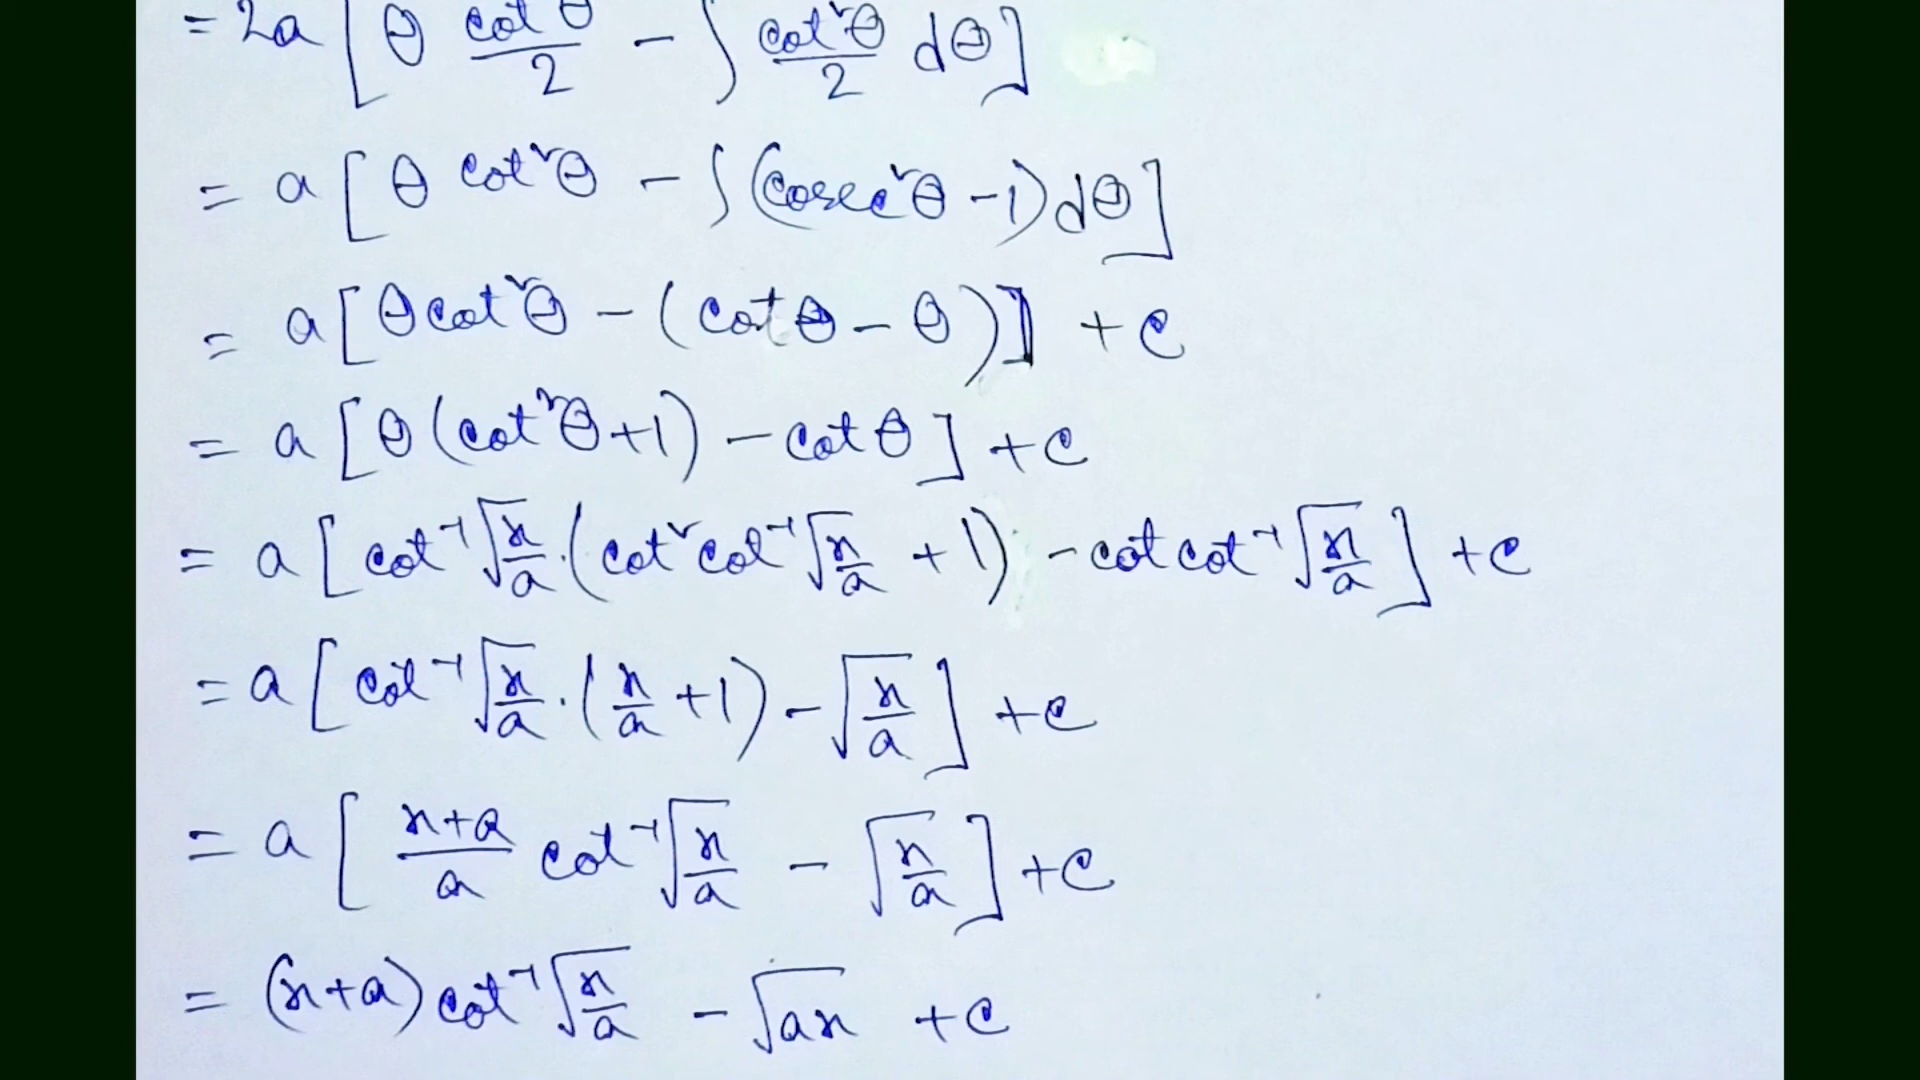 = 2a [ θ cot²θ/2 - ∫ cot²θ/2 dθ]
= a [ θ cot²θ - ∫ (cosec²θ -1) dθ]
= a [ θ cot²θ - (cot θ - θ)] + c
= a [ θ (cot²θ +1) - cot θ ] + c
= a [ cot⁻¹√(x/a) · (cot² cot⁻¹√(x/a) + 1) - cot cot⁻¹√(x/a) ] + c
= a [ cot⁻¹√(x/a) · (x/a + 1) - √(x/a) ] + c
= a [ (x+a)/a cot⁻¹√(x/a) - √(x/a) ] + c
= (x+a) cot⁻¹√(x/a) - √ax + c